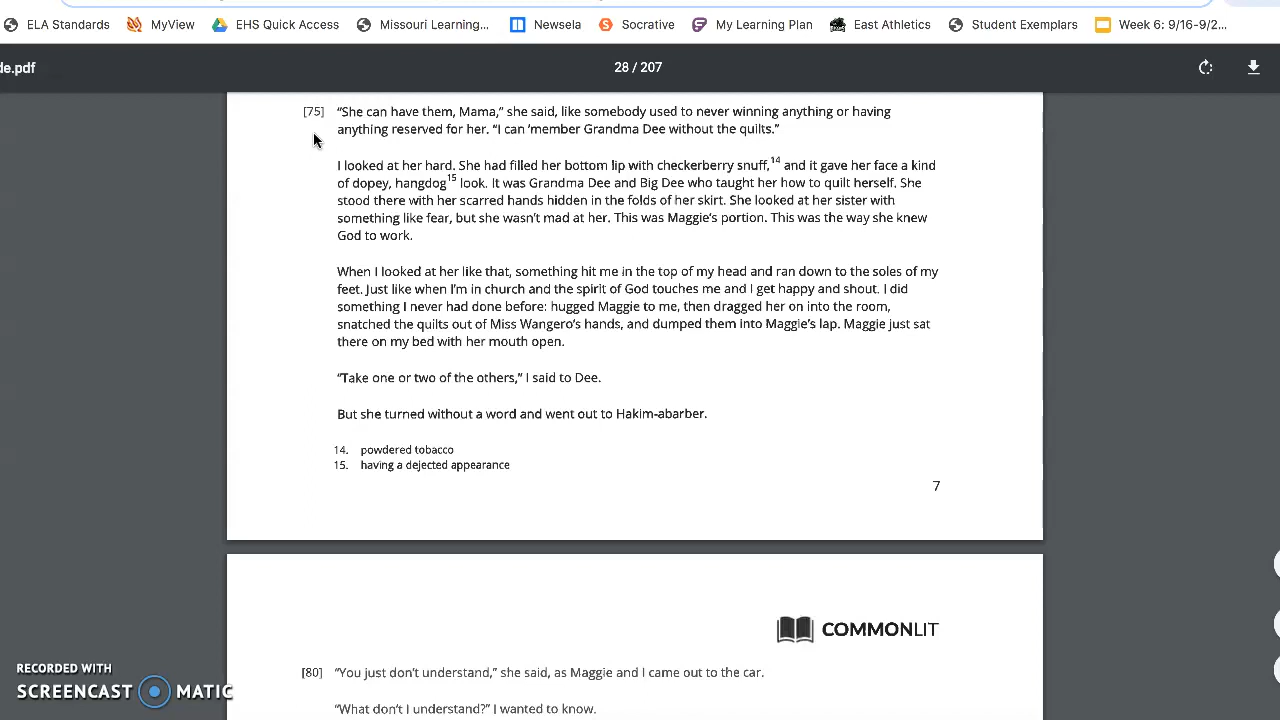 ELA Standards MyView EHS Quick Access Missouri Learning... Newsela Socrative My Learning Plan East Athletics Student Exemplars Week 6: 9/16-9/2...
de.pdf 28 / 207
[75] “She can have them, Mama,” she said, like somebody used to never winning anything or having
anything reserved for her. “I can ’member Grandma Dee without the quilts.”
I looked at her hard. She had filled her bottom lip with checkerberry snuff,14 and it gave her face a kind
of dopey, hangdog15 look. It was Grandma Dee and Big Dee who taught her how to quilt herself. She
stood there with her scarred hands hidden in the folds of her skirt. She looked at her sister with
something like fear, but she wasn’t mad at her. This was Maggie’s portion. This was the way she knew
God to work.
When I looked at her like that, something hit me in the top of my head and ran down to the soles of my
feet. Just like when I’m in church and the spirit of God touches me and I get happy and shout. I did
something I never had done before: hugged Maggie to me, then dragged her on into the room,
snatched the quilts out of Miss Wangero’s hands, and dumped them into Maggie’s lap. Maggie just sat
there on my bed with her mouth open.
“Take one or two of the others,” I said to Dee.
But she turned without a word and went out to Hakim-abarber.
14. powdered tobacco
15. having a dejected appearance
7
COMMONLIT
[80] “You just don’t understand,” she said, as Maggie and I came out to the car.
“What don’t I understand?” I wanted to know.
RECORDED WITH
SCREENCAST MATIC